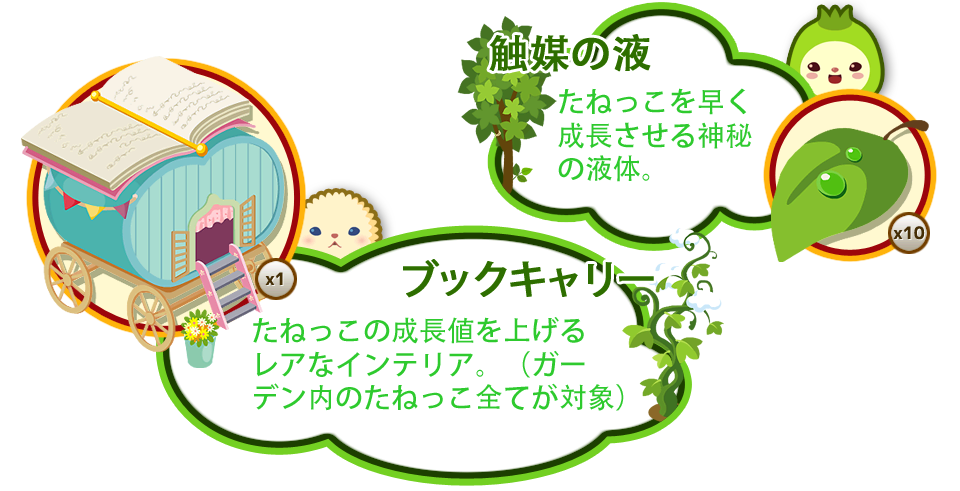 触媒の液
たねっこを早く
成長させる神秘
の液体。
x10
x1
ブックキャリー
たねっこの成長値を上げる
レアなインテリア。（ガー
デン内のたねっこ全てが対象）